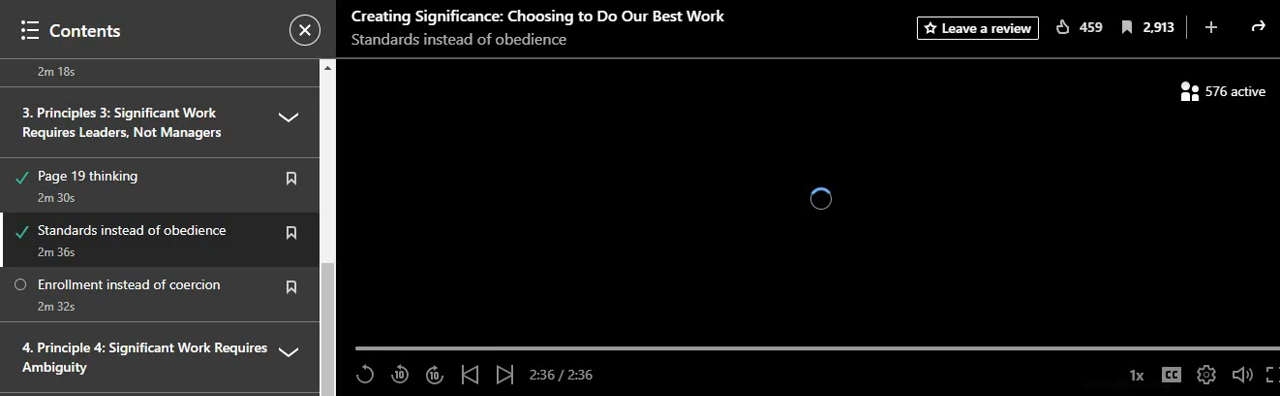 Contents
2m 18s
3. Principles 3: Significant Work
Requires Leaders, Not Managers
Page 19 thinking
2m 30s
Standards instead of obedience
2m 36s
Enrollment instead of coercion
2m 32s
4. Principle 4: Significant Work Requires
Ambiguity
Creating Significance: Choosing to Do Our Best Work
Standards instead of obedience
Leave a review
459
2,913
576 active
10
10
2:36 / 2:36
1x
CC